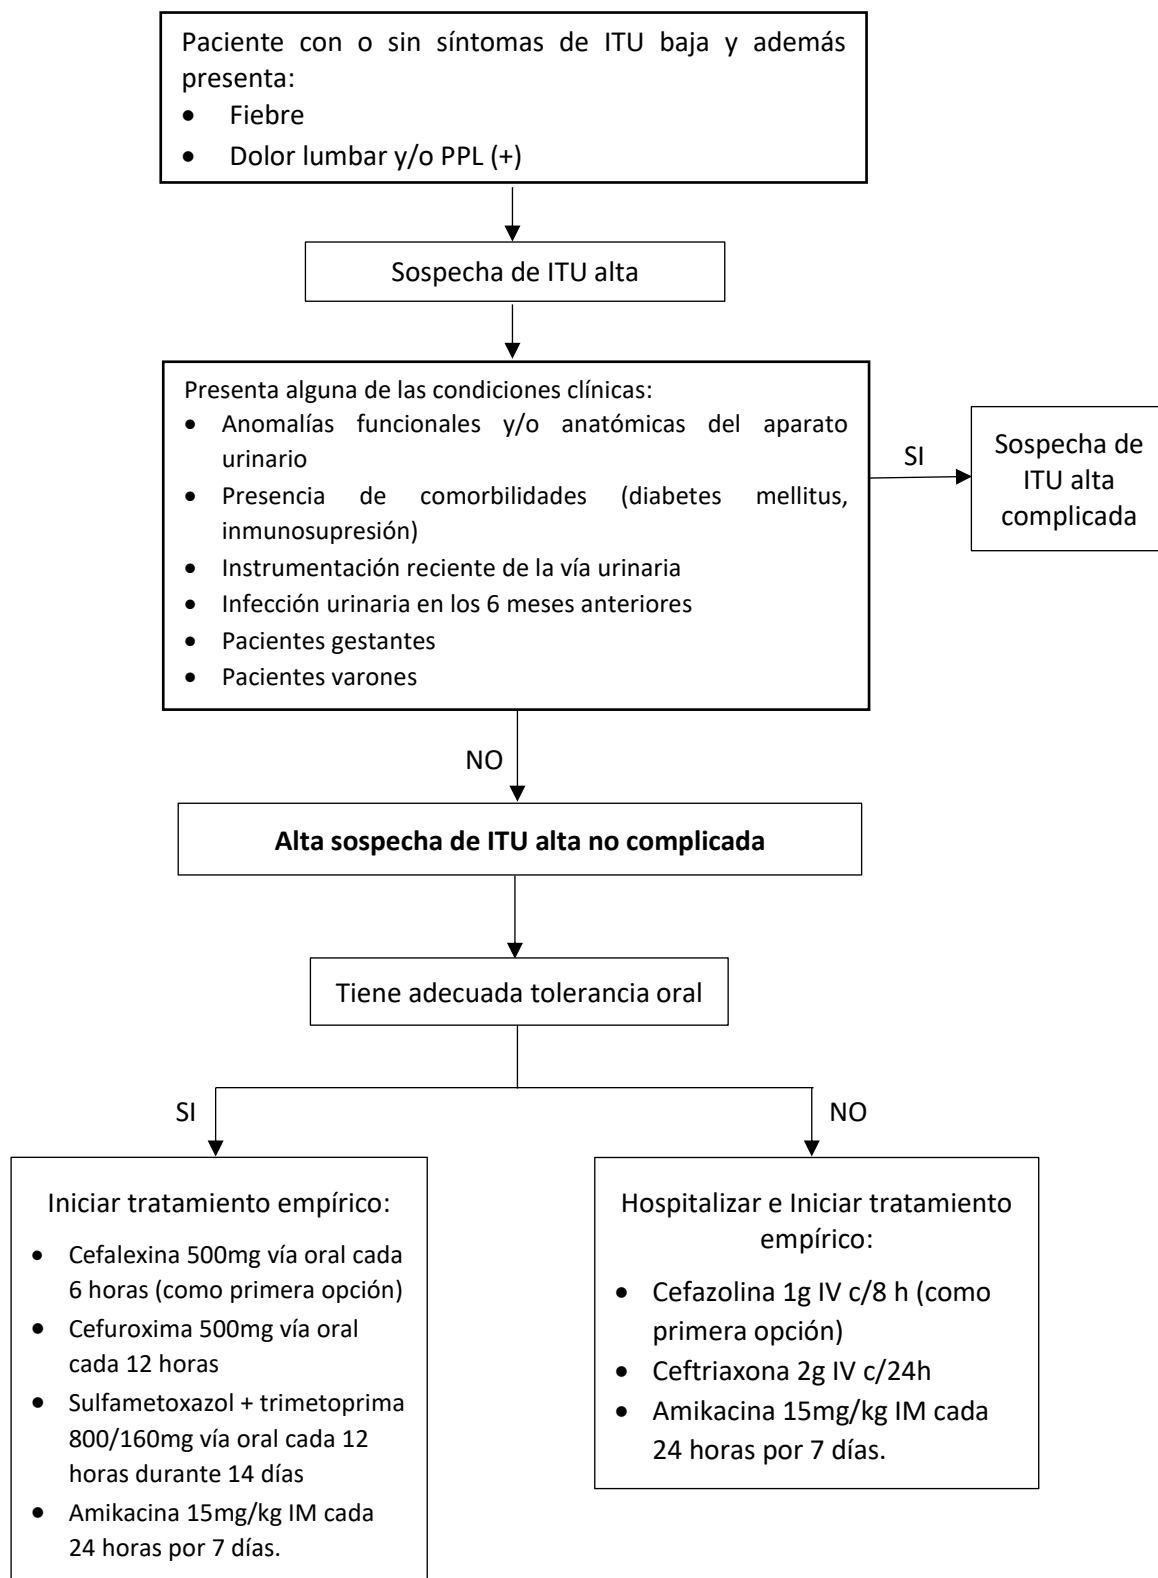 Paciente con o sin síntomas de ITU baja y además
presenta:
• Fiebre
• Dolor lumbar y/o PPL (+)
Sospecha de ITU alta
Presenta alguna de las condiciones clínicas:
• Anomalías funcionales y/o anatómicas del aparato
urinario
• Presencia de comorbilidades (diabetes mellitus,
inmunosupresión)
• Instrumentación reciente de la vía urinaria
• Infección urinaria en los 6 meses anteriores
• Pacientes gestantes
• Pacientes varones
SI
Sospecha de
ITU alta
complicada
NO
Alta sospecha de ITU alta no complicada
Tiene adecuada tolerancia oral
SI
NO
Iniciar tratamiento empírico:
• Cefalexina 500mg vía oral cada
6 horas (como primera opción)
• Cefuroxima 500mg vía oral
cada 12 horas
• Sulfametoxazol + trimetoprima
800/160mg vía oral cada 12
horas durante 14 días
• Amikacina 15mg/kg IM cada
24 horas por 7 días.
Hospitalizar e Iniciar tratamiento
empírico:
• Cefazolina 1g IV c/8 h (como
primera opción)
• Ceftriaxona 2g IV c/24h
• Amikacina 15mg/kg IM cada
24 horas por 7 días.